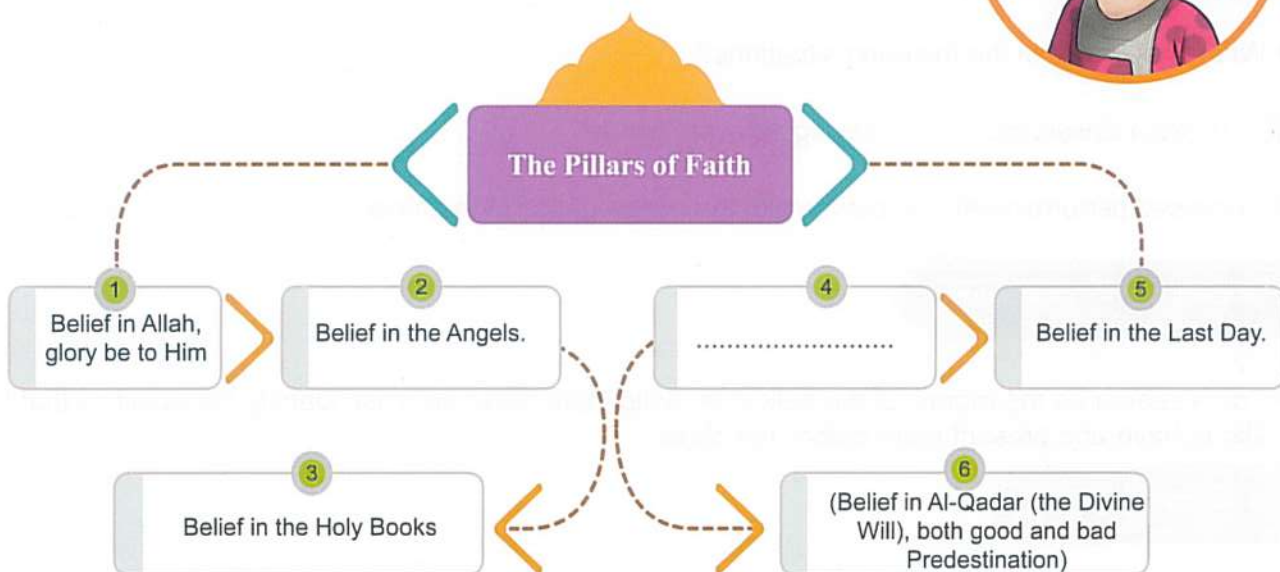 The Pillars of Faith
1
Belief in Allah,
glory be to Him
2
Belief in the Angels.
3
Belief in the Holy Books
4
............................
5
Belief in the Last Day.
6
(Belief in Al-Qadar (the Divine
Will), both good and bad
Predestination)